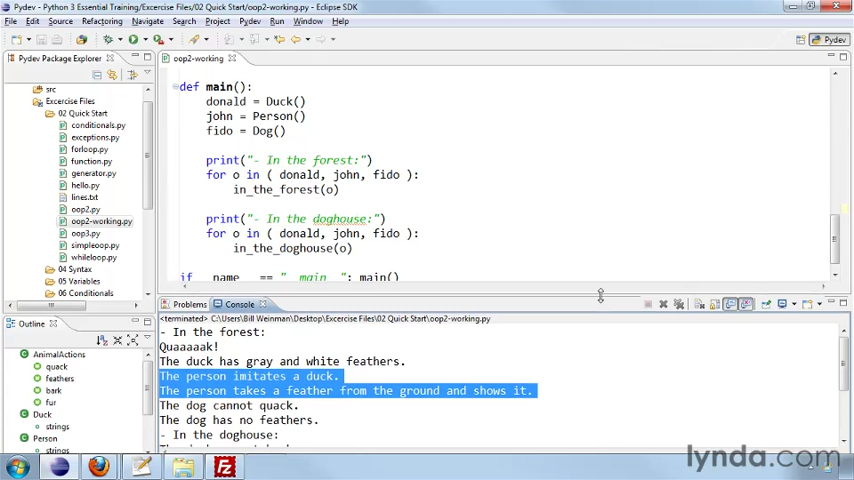 Pydev - Python 3 Essential Training/Excercise Files/02 Quick Start/oop2-working.py - Eclipse SDK
File Edit Source Refactoring Navigate Search Project Pydev Run Window Help
Pydev
Pydev Package Explorer
oop2-working
src
Excercise Files
02 Quick Start
conditionals.py
exceptions.py
forloop.py
function.py
generator.py
hello.py
lines.txt
oop2.py
oop2-working.py
oop3.py
simpleoop.py
whileloop.py
04 Syntax
05 Variables
06 Conditionals
def main():
donald = Duck()
john = Person()
fido = Dog()
print("- In the forest:")
for o in ( donald, john, fido ):
in_the_forest(o)
print("- In the doghouse:")
for o in ( donald, john, fido ):
in_the_doghouse(o)
if __name__ == "__main__": main()
Problems Console
<terminated> C:\Users\Bill Weinman\Desktop\Excercise Files\02 Quick Start\oop2-working.py
- In the forest:
Quaaaaak!
The duck has gray and white feathers.
The person imitates a duck.
The person takes a feather from the ground and shows it.
The dog cannot quack.
The dog has no feathers.
- In the doghouse:
Outline
AnimalActions
quack
feathers
bark
fur
Duck
strings
Person
strings
lynda.com